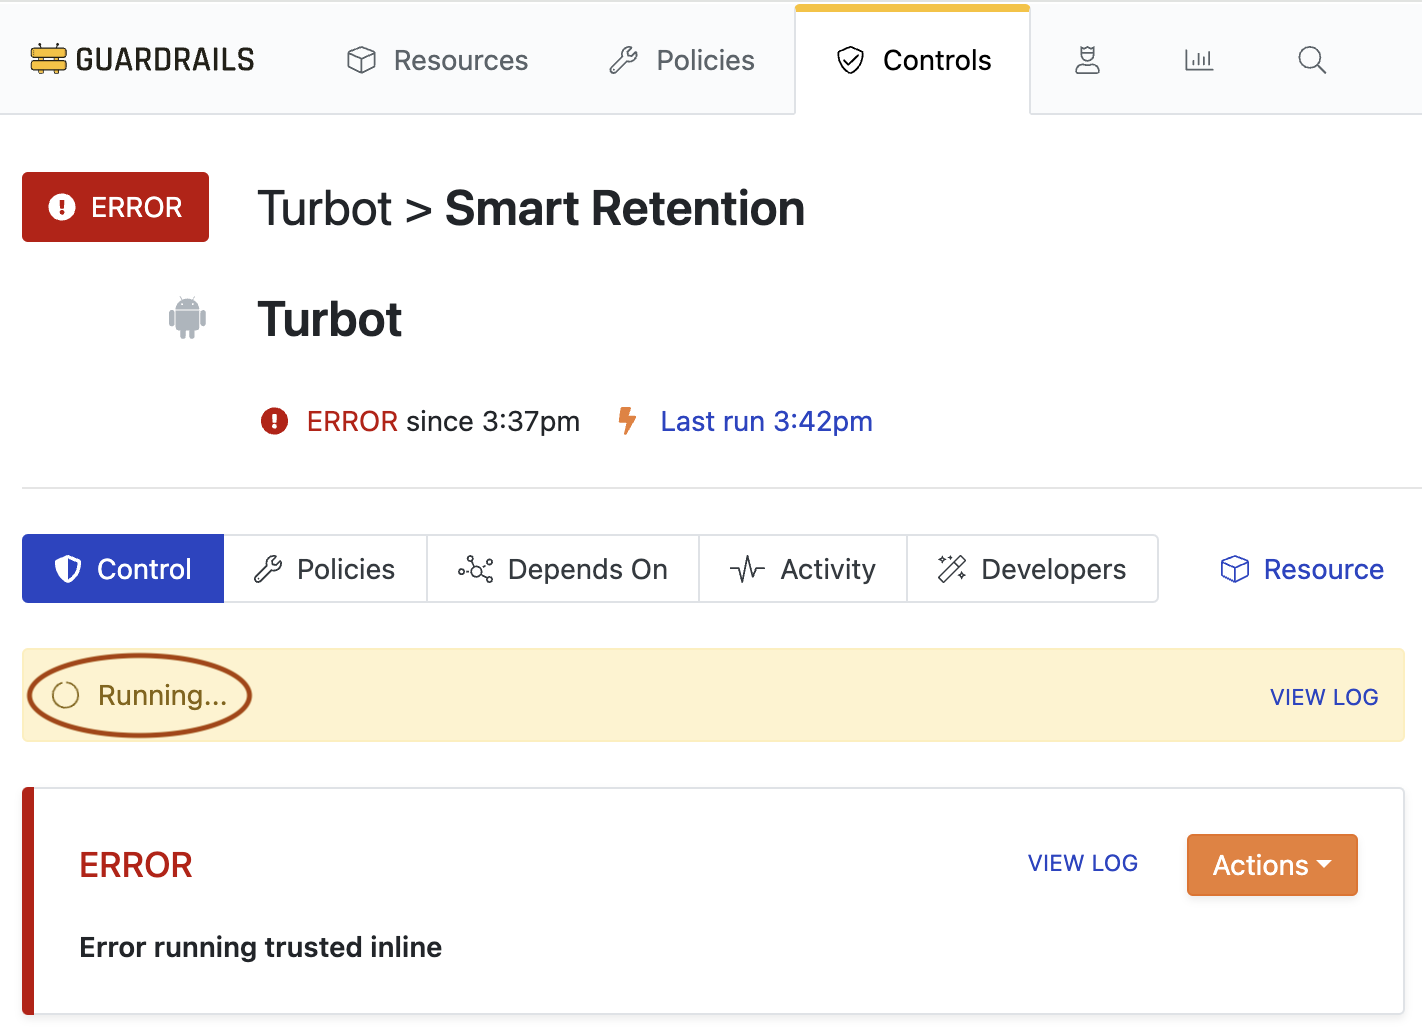 GUARDRAILS Resources Policies Controls
ERROR Turbot > Smart Retention
Turbot
ERROR since 3:37pm Last run 3:42pm
Control Policies Depends On Activity Developers Resource
Running... VIEW LOG
ERROR VIEW LOG Actions
Error running trusted inline